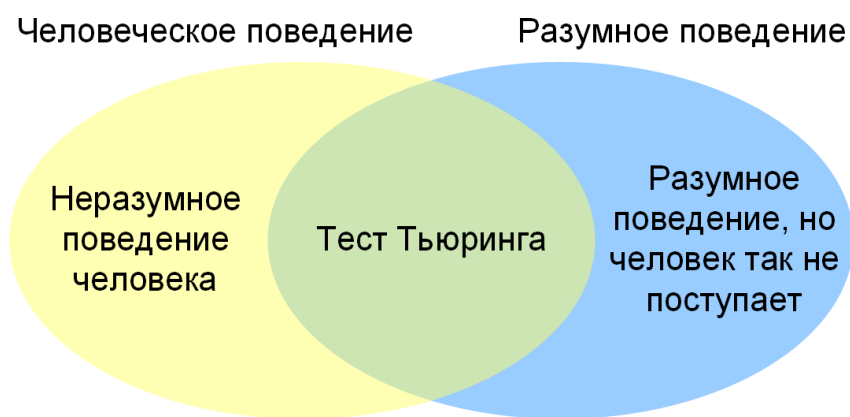 Человеческое поведение
Разумное поведение
Неразумное
поведение
человека
Тест Тьюринга
Разумное
поведение, но
человек так не
поступает